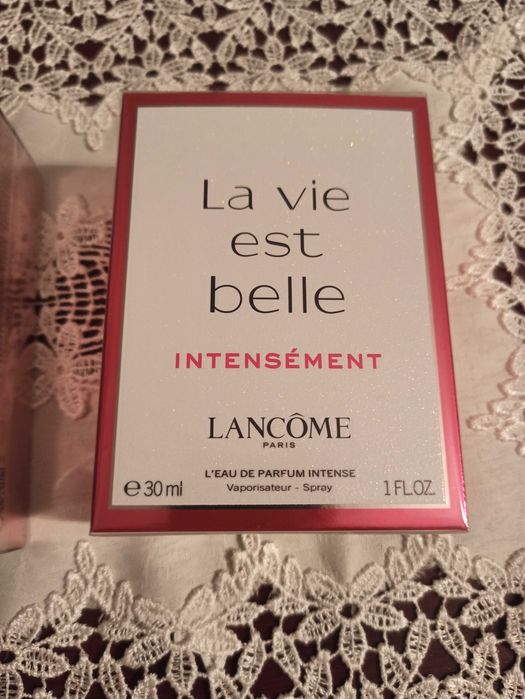 La vie
est
belle
INTENSÉMENT
LANCÔME
PARIS
L'EAU DE PARFUM INTENSE
Vaporisateur - Spray
℮ 30 ml
1 FL.OZ.